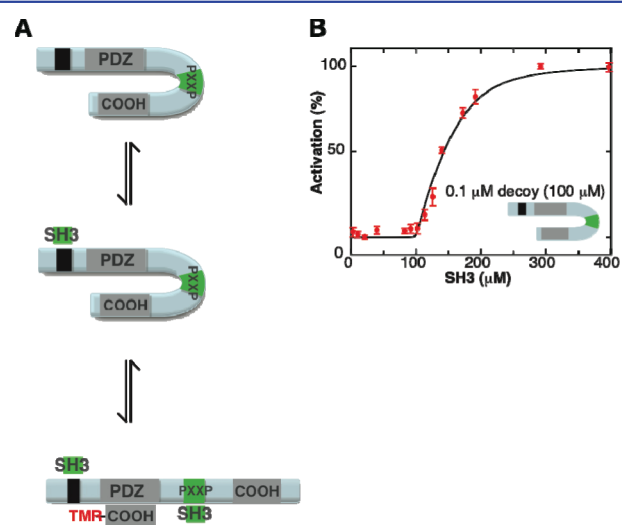 A
PDZ
PXXP
COOH
SH3
PDZ
PXXP
COOH
SH3
PDZ
PXXP
COOH
TMR
COOH
SH3
B
Activation (%)
100
50
0
0.1 µM decoy (100 µM)
0
100
200
300
400
SH3 (µM)